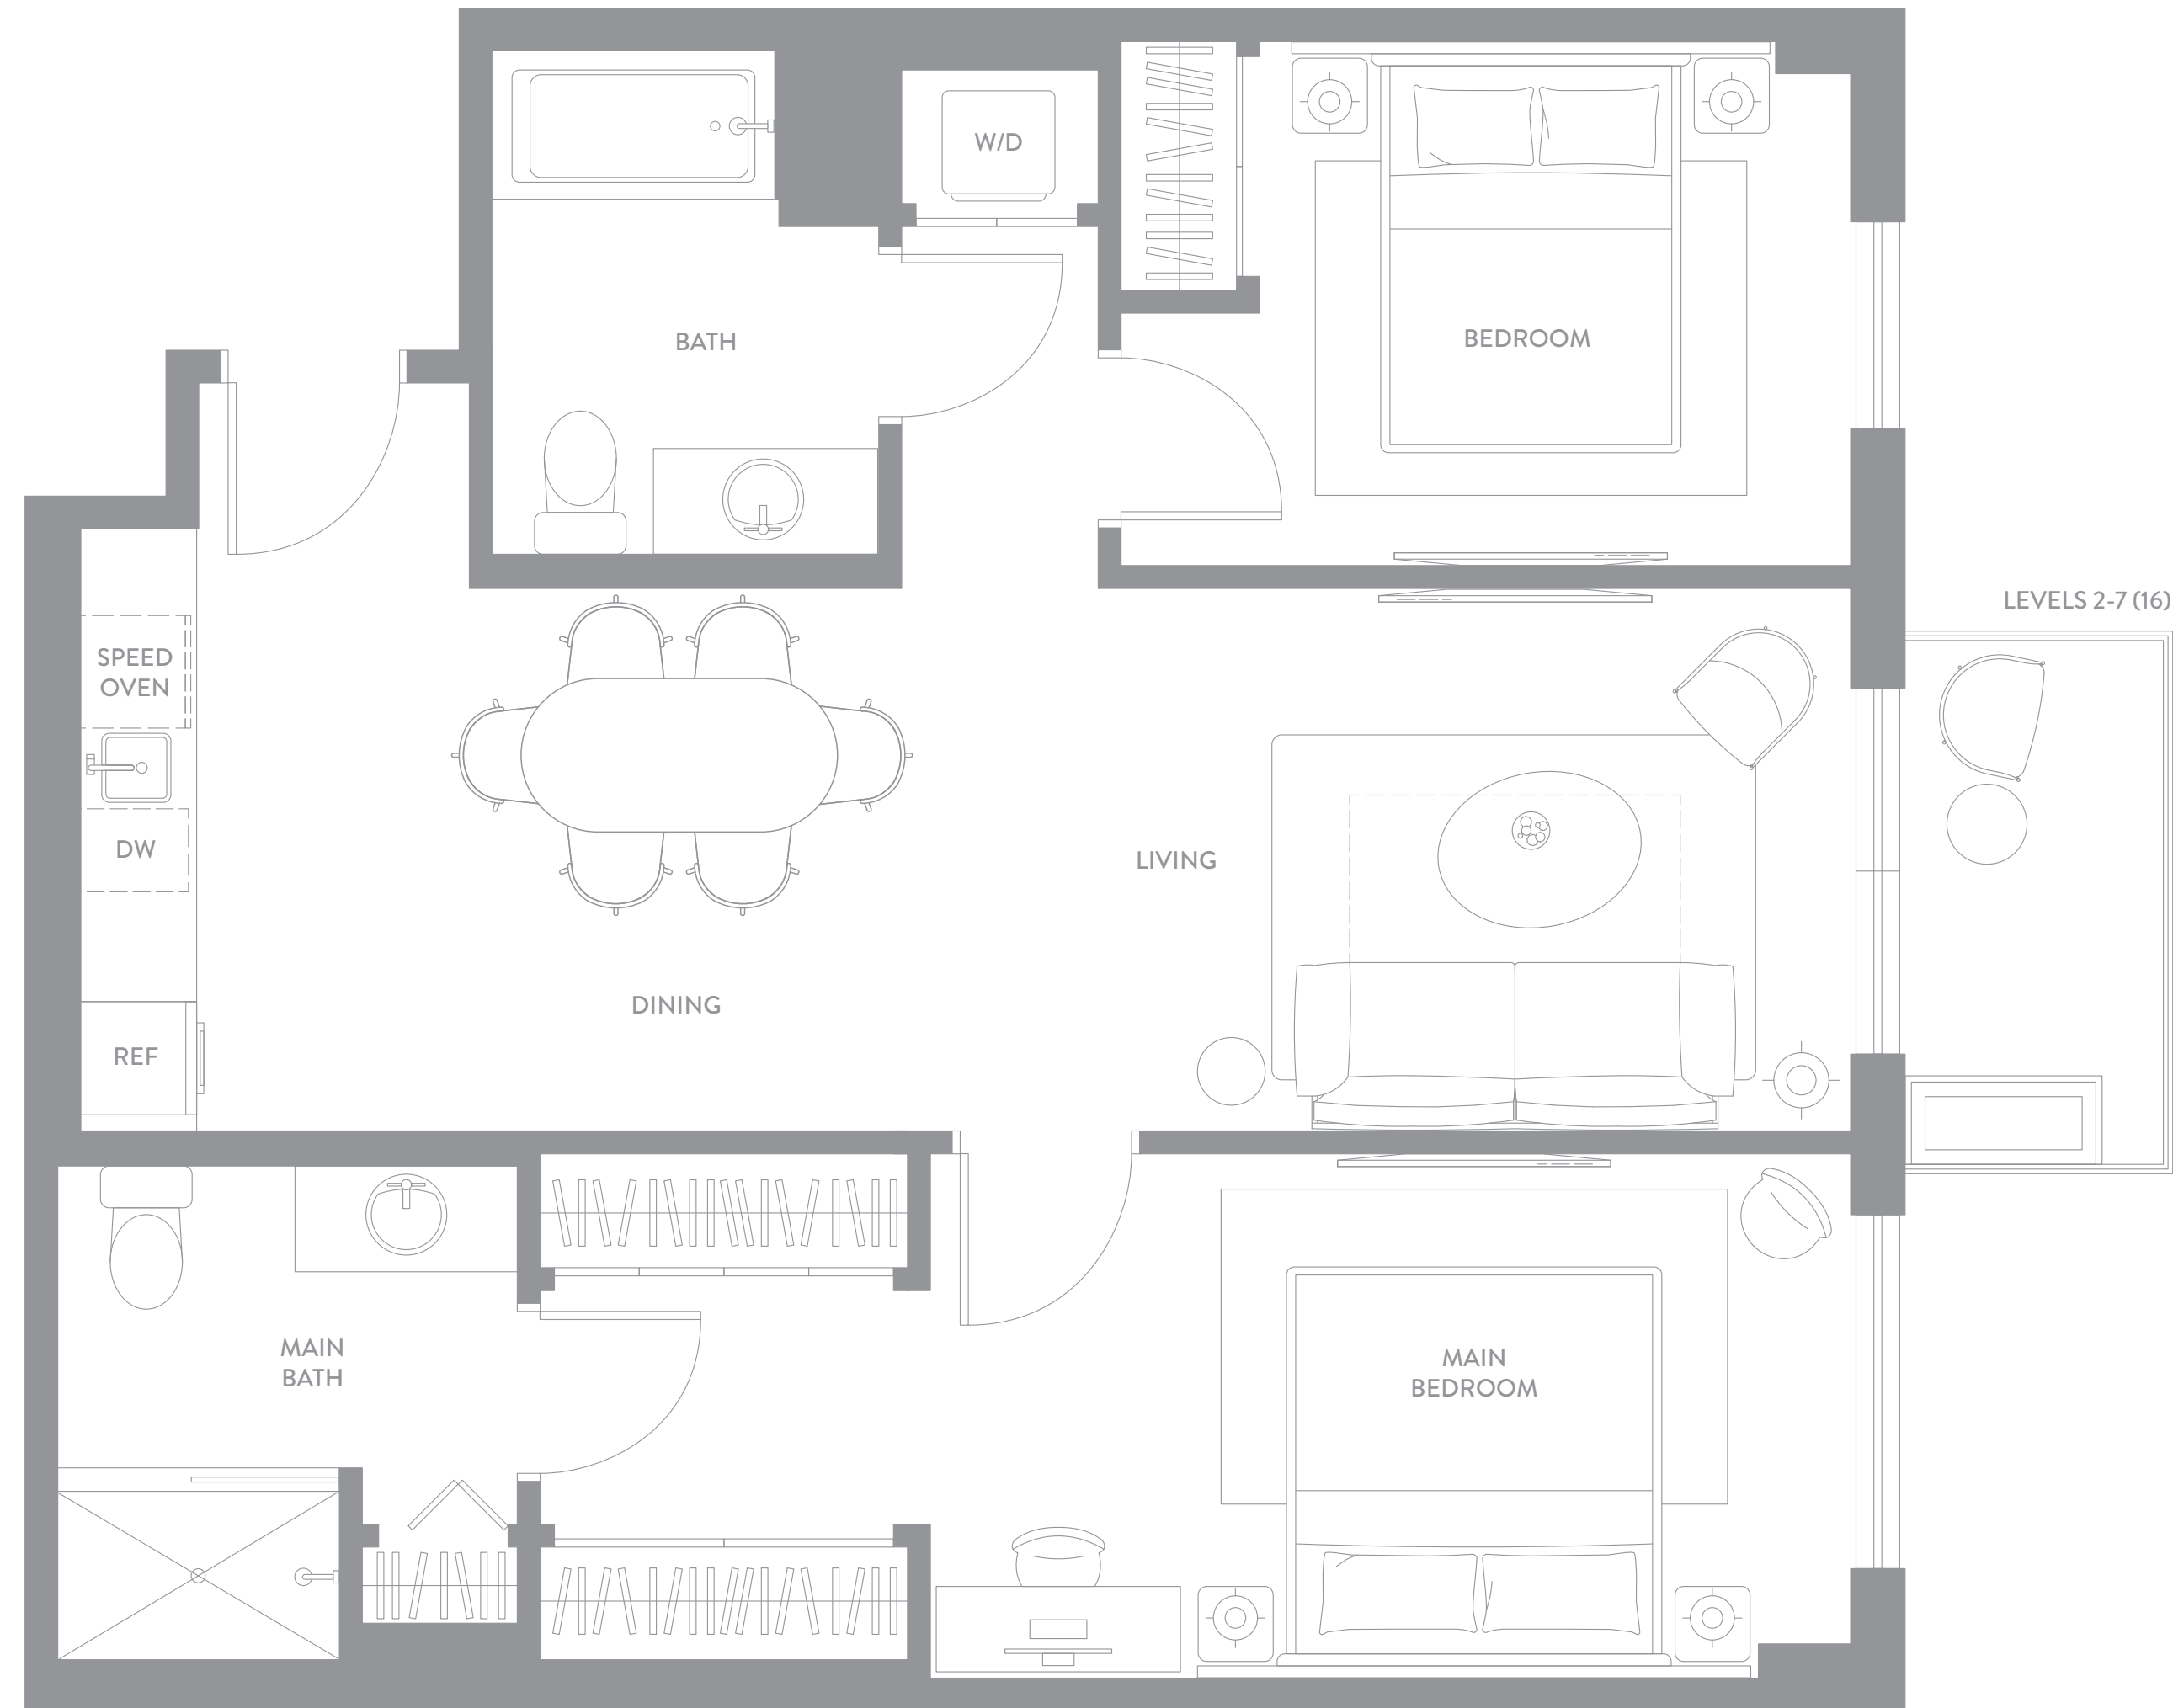 W/D
BATH
BEDROOM
LEVELS 2-7 (16)
SPEED
OVEN
DW
LIVING
DINING
REF
MAIN
BATH
MAIN
BEDROOM